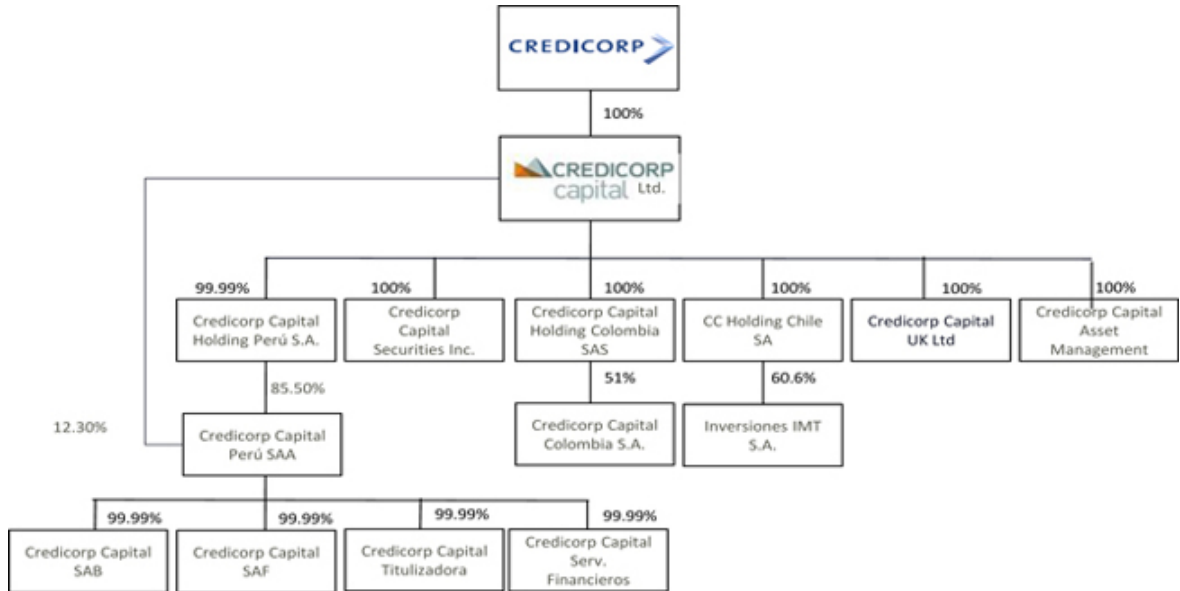 CREDICORP
100%
CREDICORP
capital Ltd.
99.99%
100%
100%
100%
100%
100%
Credicorp Capital
Holding Perú S.A.
Credicorp
Capital
Securities Inc.
Credicorp Capital
Holding Colombia
SAS
CC Holding Chile
SA
Credicorp Capital
UK Ltd
Credicorp Capital
Asset
Management
85.50%
51%
60.6%
12.30%
Credicorp Capital
Perú SAA
Credicorp Capital
Colombia S.A.
Inversiones IMT
S.A.
99.99%
99.99%
99.99%
99.99%
Credicorp Capital
SAB
Credicorp Capital
SAF
Credicorp Capital
Titulizadora
Credicorp Capital
Serv.
Financieros